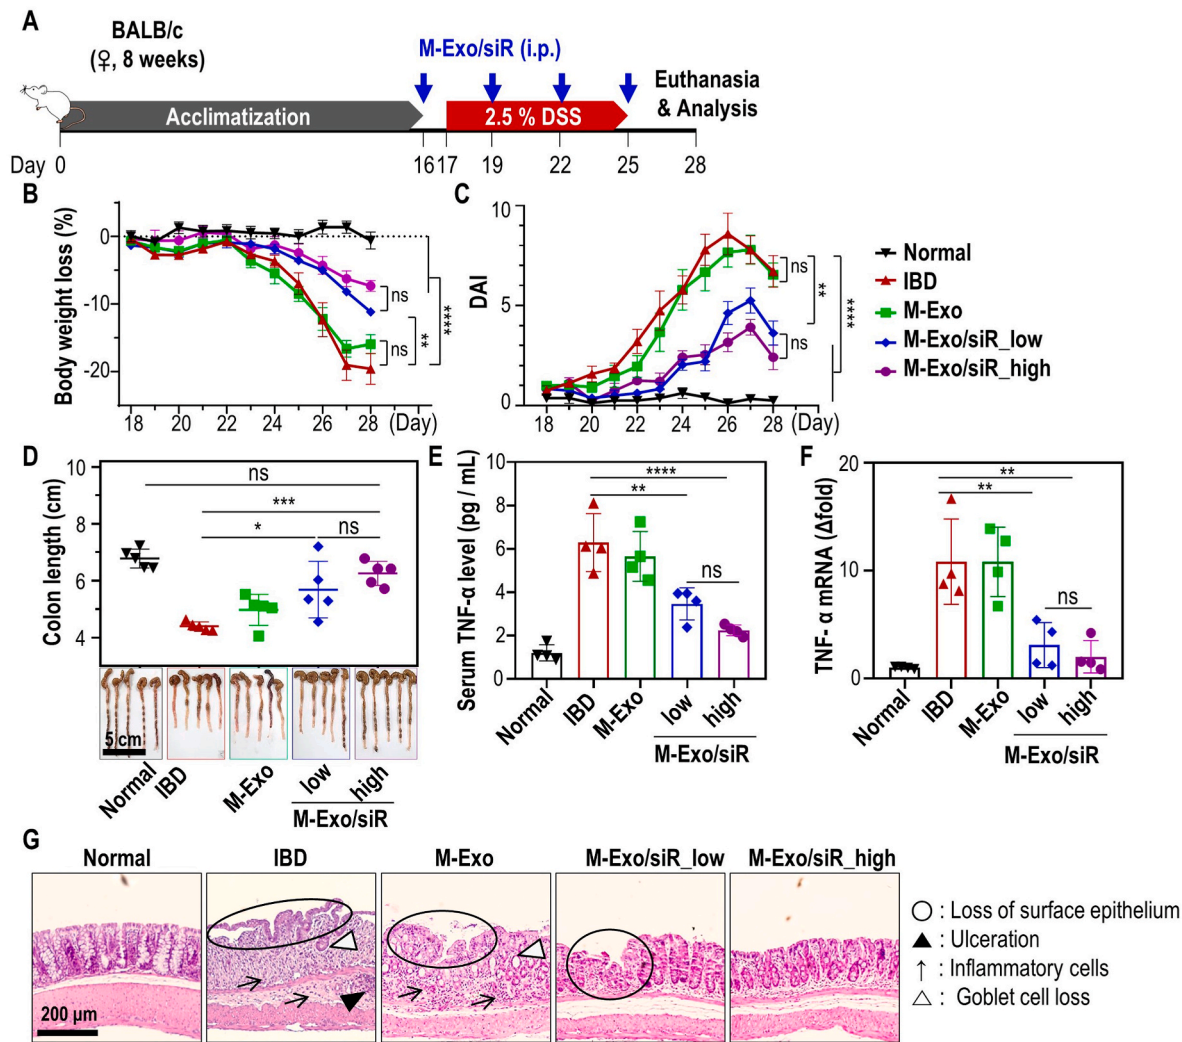 A
BALB/c
(♀, 8 weeks)
M-Exo/siR (i.p.)
Euthanasia
& Analysis
Acclimatization
2.5 % DSS
Day 0 16 17 19 22 25 28
B
Body weight loss (%)
0
-10
-20
18 20 22 24 26 28 (Day)
ns
ns
**
****
C
DAI
10
5
0
18 20 22 24 26 28 (Day)
ns
ns
**
****
Normal
IBD
M-Exo
M-Exo/siR_low
M-Exo/siR_high
D
Colon length (cm)
10
8
6
4
ns
***
* ns
5 cm
Normal IBD M-Exo low high
M-Exo/siR
E
Serum TNF-α level (pg / mL)
10
8
6
4
2
0
****
**
ns
Normal IBD M-Exo low high
M-Exo/siR
F
TNF- α mRNA (Δfold)
20
10
0
**
**
ns
Normal IBD M-Exo low high
M-Exo/siR
G
Normal IBD M-Exo M-Exo/siR_low M-Exo/siR_high
200 µm
○ : Loss of surface epithelium
▲ : Ulceration
↑ : Inflammatory cells
△ : Goblet cell loss